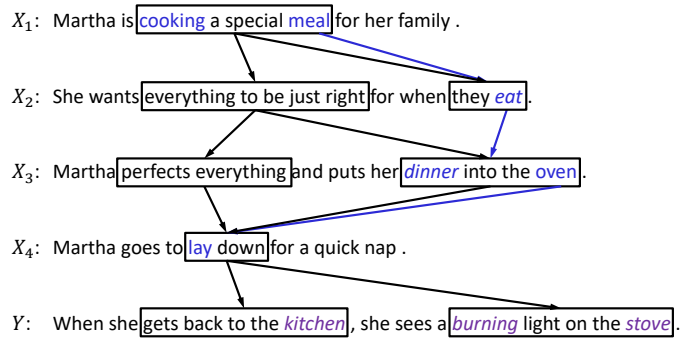 X₁: Martha is cooking a special meal for her family .
X₂: She wants everything to be just right for when they eat.
X₃: Martha perfects everything and puts her dinner into the oven .
X₄: Martha goes to lay down for a quick nap .
Y: When she gets back to the kitchen , she sees a burning light on the stove .